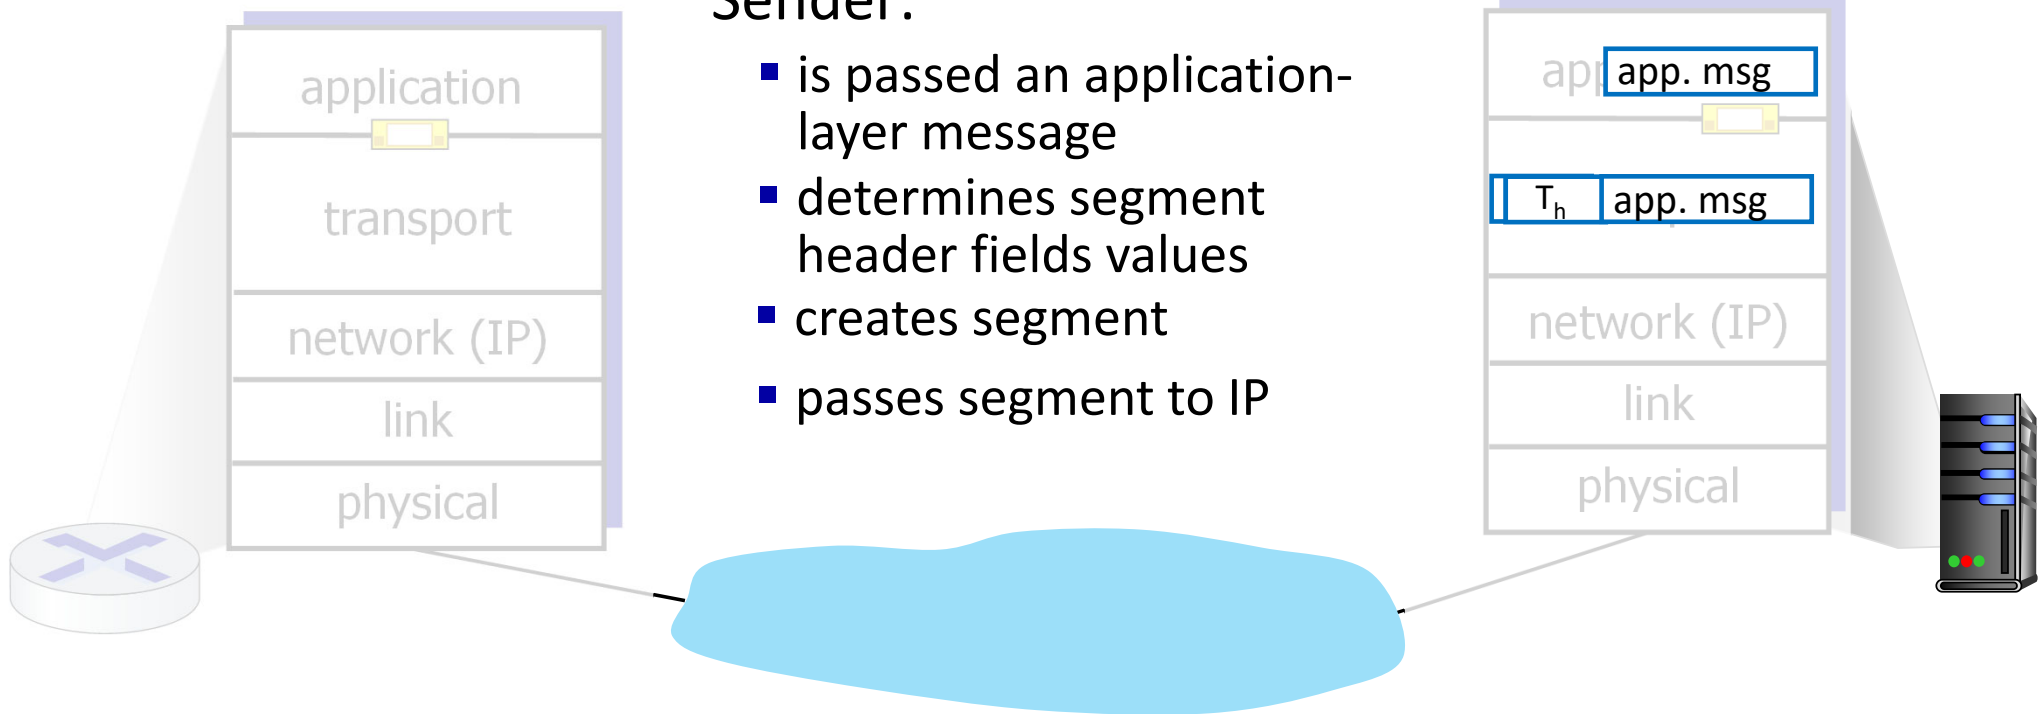 Sender:
is passed an application-
layer message
determines segment
header fields values
creates segment
passes segment to IP
application
transport
network (IP)
link
physical
app. msg
Th app. msg
network (IP)
link
physical